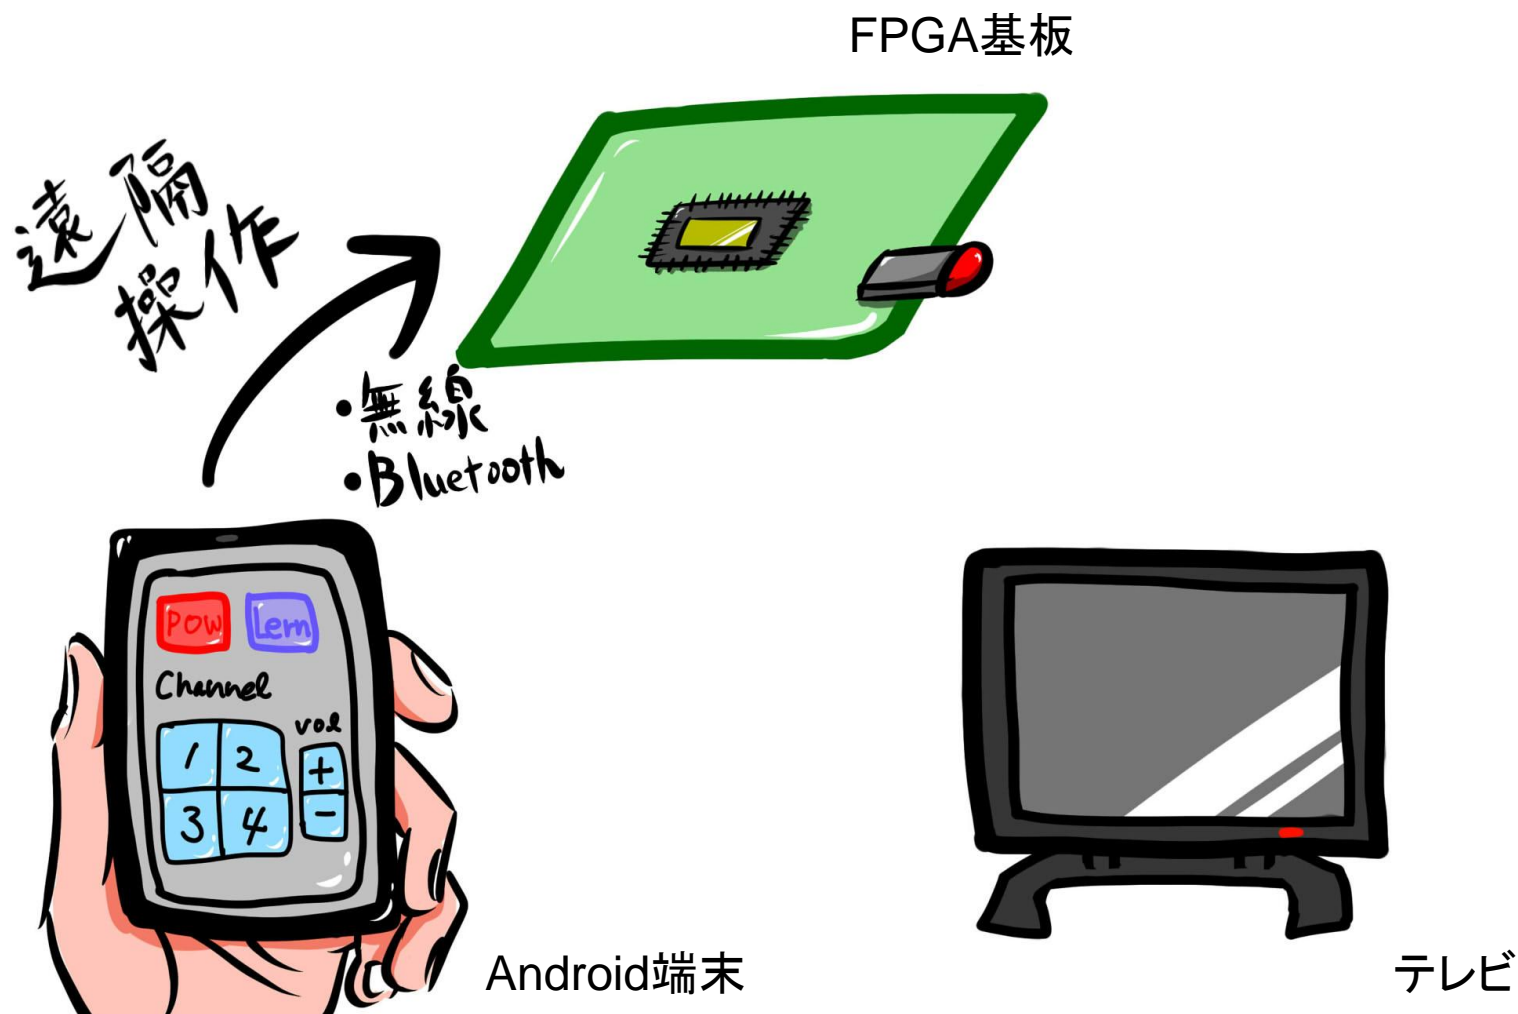 FPGA基板
遠隔
操作
・無線
・Bluetooth
POW Lern
Channel
vol
1 2 +
3 4 -
Android端末
テレビ